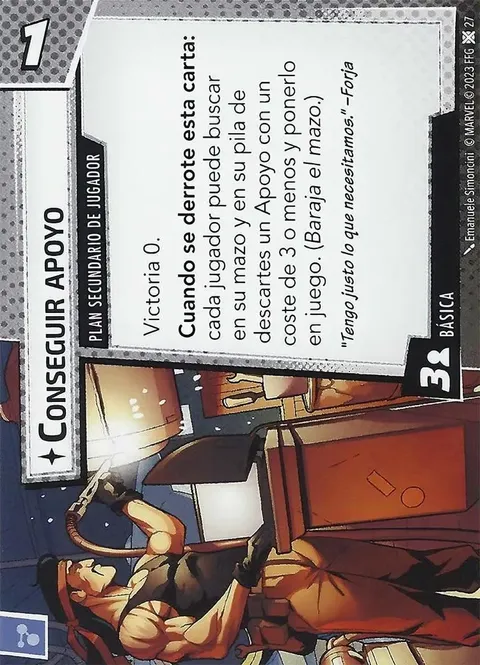 1
CONSEGUIR APOYO
PLAN SECUNDARIO DE JUGADOR
Victoria 0.
Cuando se derrote esta carta:
cada jugador puede buscar
en su mazo y en su pila de
descartes un Apoyo con un
coste de 3 o menos y ponerlo
en juego. (Baraja el mazo.)
"Tengo justo lo que necesitamos." –Forja
3
BÁSICA
Emanuele Simoncini © MARVEL © 2023 FFG 27